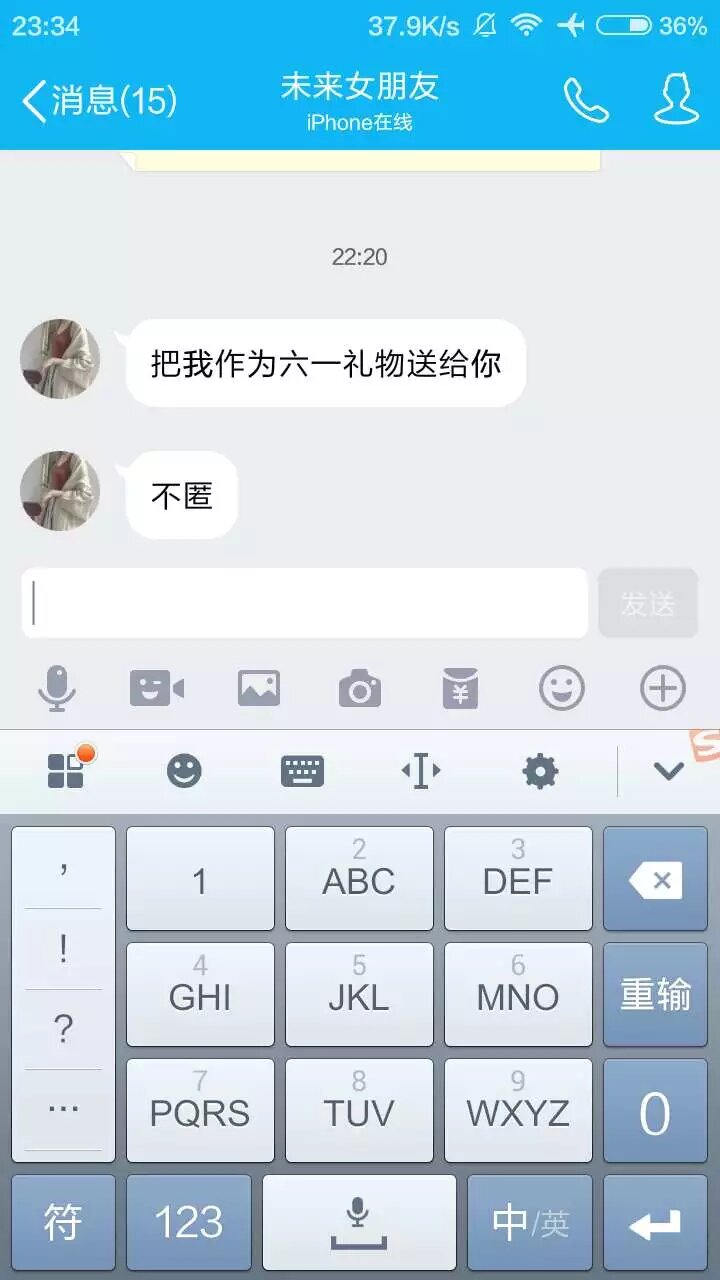 23:34 37.9K/s 36%
消息(15) 未来女朋友
iPhone在线
22:20
把我作为六一礼物送给你
不匿
发送
,
1
2
ABC
3
DEF
!
4
GHI
5
JKL
6
MNO
重输
?
...
7
PQRS
8
TUV
9
WXYZ
0
符
123
中/英